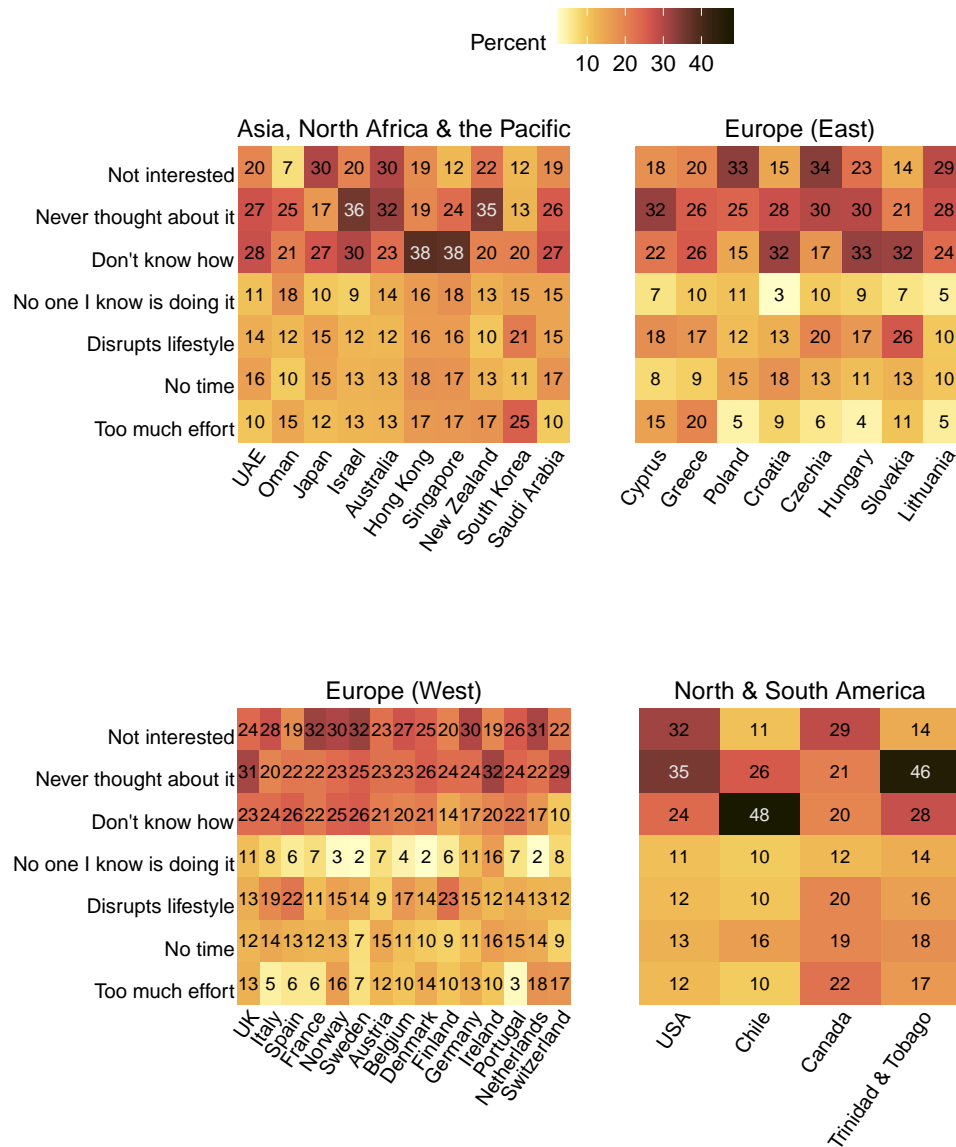 Percent
10 20 30 40
Asia, North Africa & the Pacific
Not interested 20 7 30 20 30 19 12 22 12 19
Never thought about it 27 25 17 36 32 19 24 35 13 26
Don't know how 28 21 27 30 23 38 38 20 20 27
No one I know is doing it 11 18 10 9 14 16 18 13 15 15
Disrupts lifestyle 14 12 15 12 12 16 16 10 21 15
No time 16 10 15 13 13 18 17 13 11 17
Too much effort 10 15 12 13 13 17 17 17 25 10
UAE Oman Japan Israel Australia Hong Kong Singapore New Zealand South Korea Saudi Arabia
Europe (East)
18 20 33 15 34 23 14 29
32 26 25 28 30 30 21 28
22 26 15 32 17 33 32 24
7 10 11 3 10 9 7 5
18 17 12 13 20 17 26 10
8 9 15 18 13 11 13 10
15 20 5 9 6 4 11 5
Cyprus Greece Poland Croatia Czechia Hungary Slovakia Lithuania
Europe (West)
Not interested 24 28 19 32 30 32 23 27 25 20 30 19 26 31 22
Never thought about it 31 20 22 22 23 25 23 23 26 24 24 32 24 22 29
Don't know how 23 24 26 22 25 26 21 20 21 14 17 20 22 17 10
No one I know is doing it 11 8 6 7 3 2 7 4 2 6 11 16 7 2 8
Disrupts lifestyle 13 19 22 11 15 14 9 17 14 23 15 12 14 13 12
No time 12 14 13 12 13 7 15 11 10 9 11 16 15 14 9
Too much effort 13 5 6 6 16 7 12 10 14 10 13 10 3 18 17
UK Italy Spain France Norway Sweden Austria Belgium Denmark Finland Germany Ireland Portugal Netherlands Switzerland
North & South America
32 11 29 14
35 26 21 46
24 48 20 28
11 10 12 14
12 10 20 16
13 16 19 18
12 10 22 17
USA Chile Canada Trinidad & Tobago